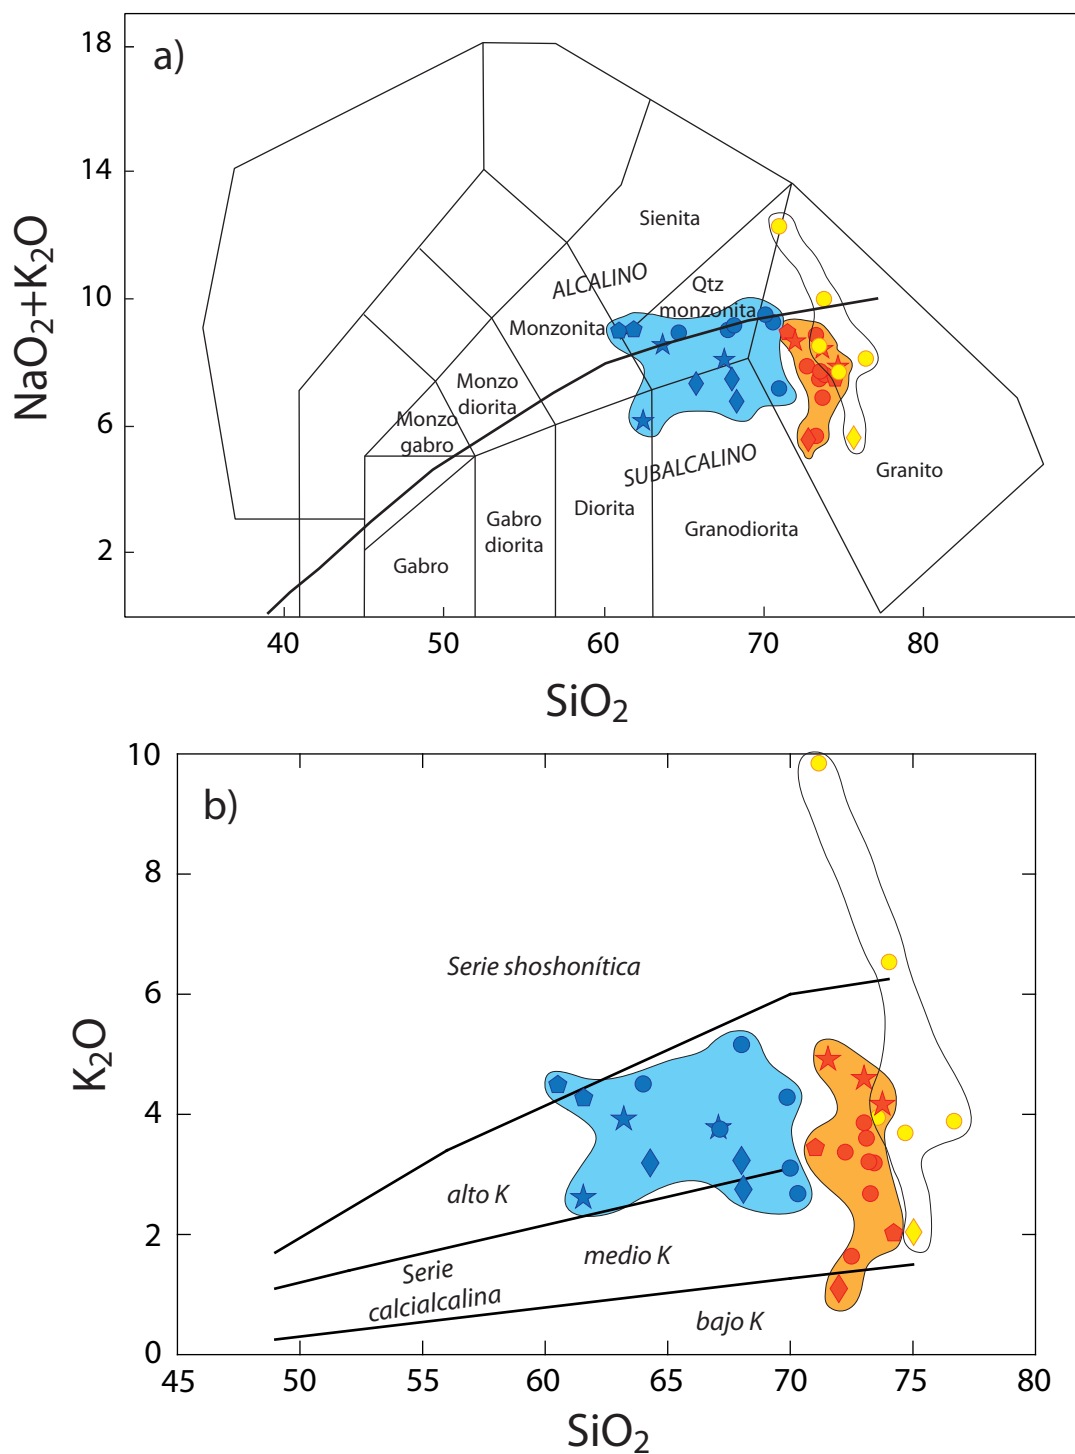 a)
18
14
10
6
2
NaO₂+K₂O
Sienita
ALCALINO
Qtz
monzonita
Monzonita
Monzo
diorita
Monzo
gabro
SUBALCALINO
Granito
Diorita
Gabro
diorita
Granodiorita
Gabro
40 50 60 70 80
SiO₂
b)
10
8
6
4
2
0
K₂O
Serie shoshonítica
alto K
medio K
Serie
calcialcalina
bajo K
45 50 55 60 65 70 75 80
SiO₂